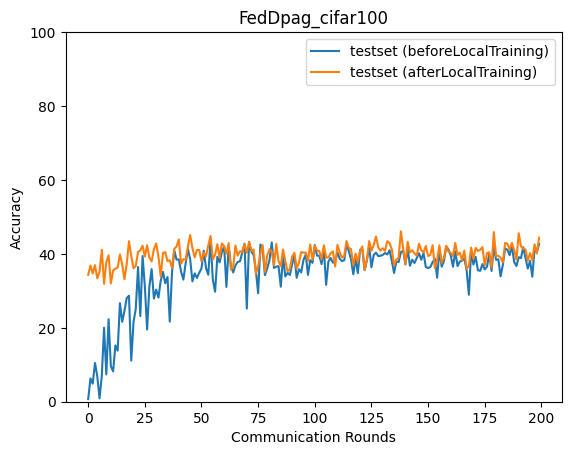 FedDpag_cifar100
testset (beforeLocalTraining)
testset (afterLocalTraining)
Accuracy
100
80
60
40
20
0
0 25 50 75 100 125 150 175 200
Communication Rounds